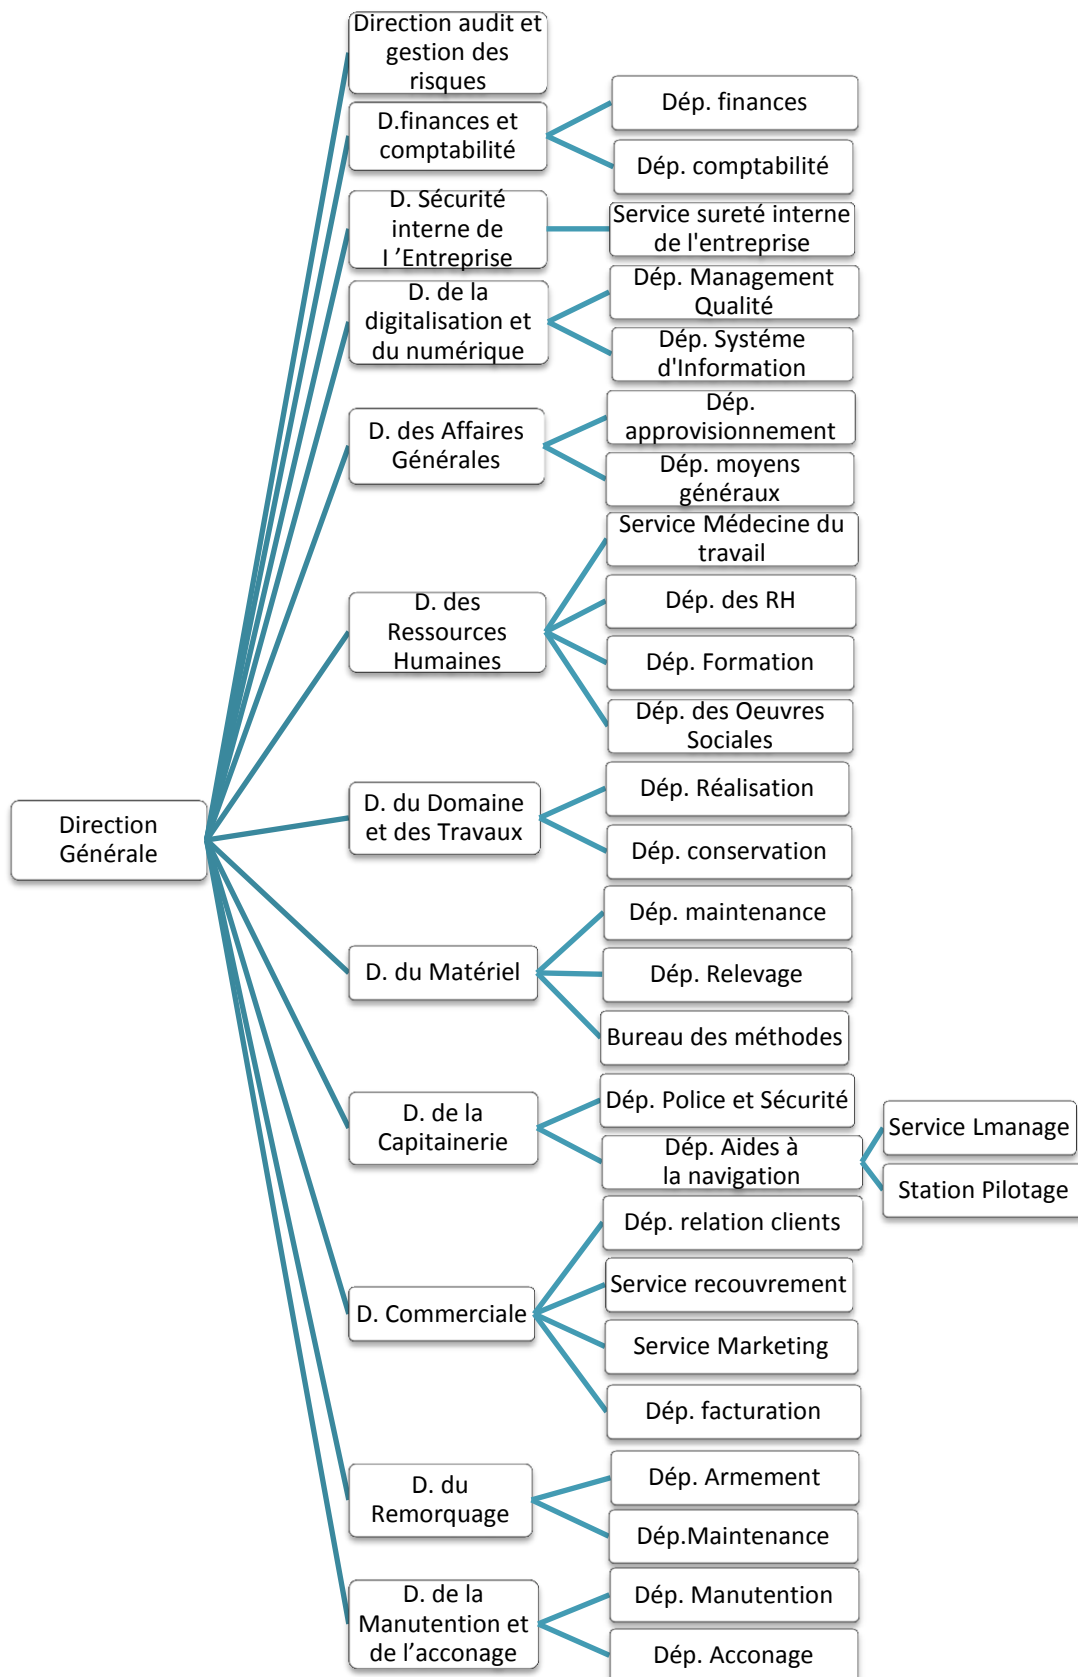 Direction
Générale
Direction audit et
gestion des
risques
D.finances et
comptabilité
Dép. finances
Dép. comptabilité
D. Sécurité
interne de
l ’Entreprise
Service sureté interne
de l'entreprise
D. de la
digitalisation et
du numérique
Dép. Management
Qualité
Dép. Systéme
d'Information
D. des Affaires
Générales
Dép.
approvisionnement
Dép. moyens
généraux
D. des
Ressources
Humaines
Service Médecine du
travail
Dép. des RH
Dép. Formation
Dép. des Oeuvres
Sociales
D. du Domaine
et des Travaux
Dép. Réalisation
Dép. conservation
D. du Matériel
Dép. maintenance
Dép. Relevage
Bureau des méthodes
D. de la
Capitainerie
Dép. Police et Sécurité
Dép. Aides à
la navigation
Service Lmanage
Station Pilotage
D. Commerciale
Dép. relation clients
Service recouvrement
Service Marketing
Dép. facturation
D. du
Remorquage
Dép. Armement
Dép.Maintenance
D. de la
Manutention et
de l’acconage
Dép. Manutention
Dép. Acconage